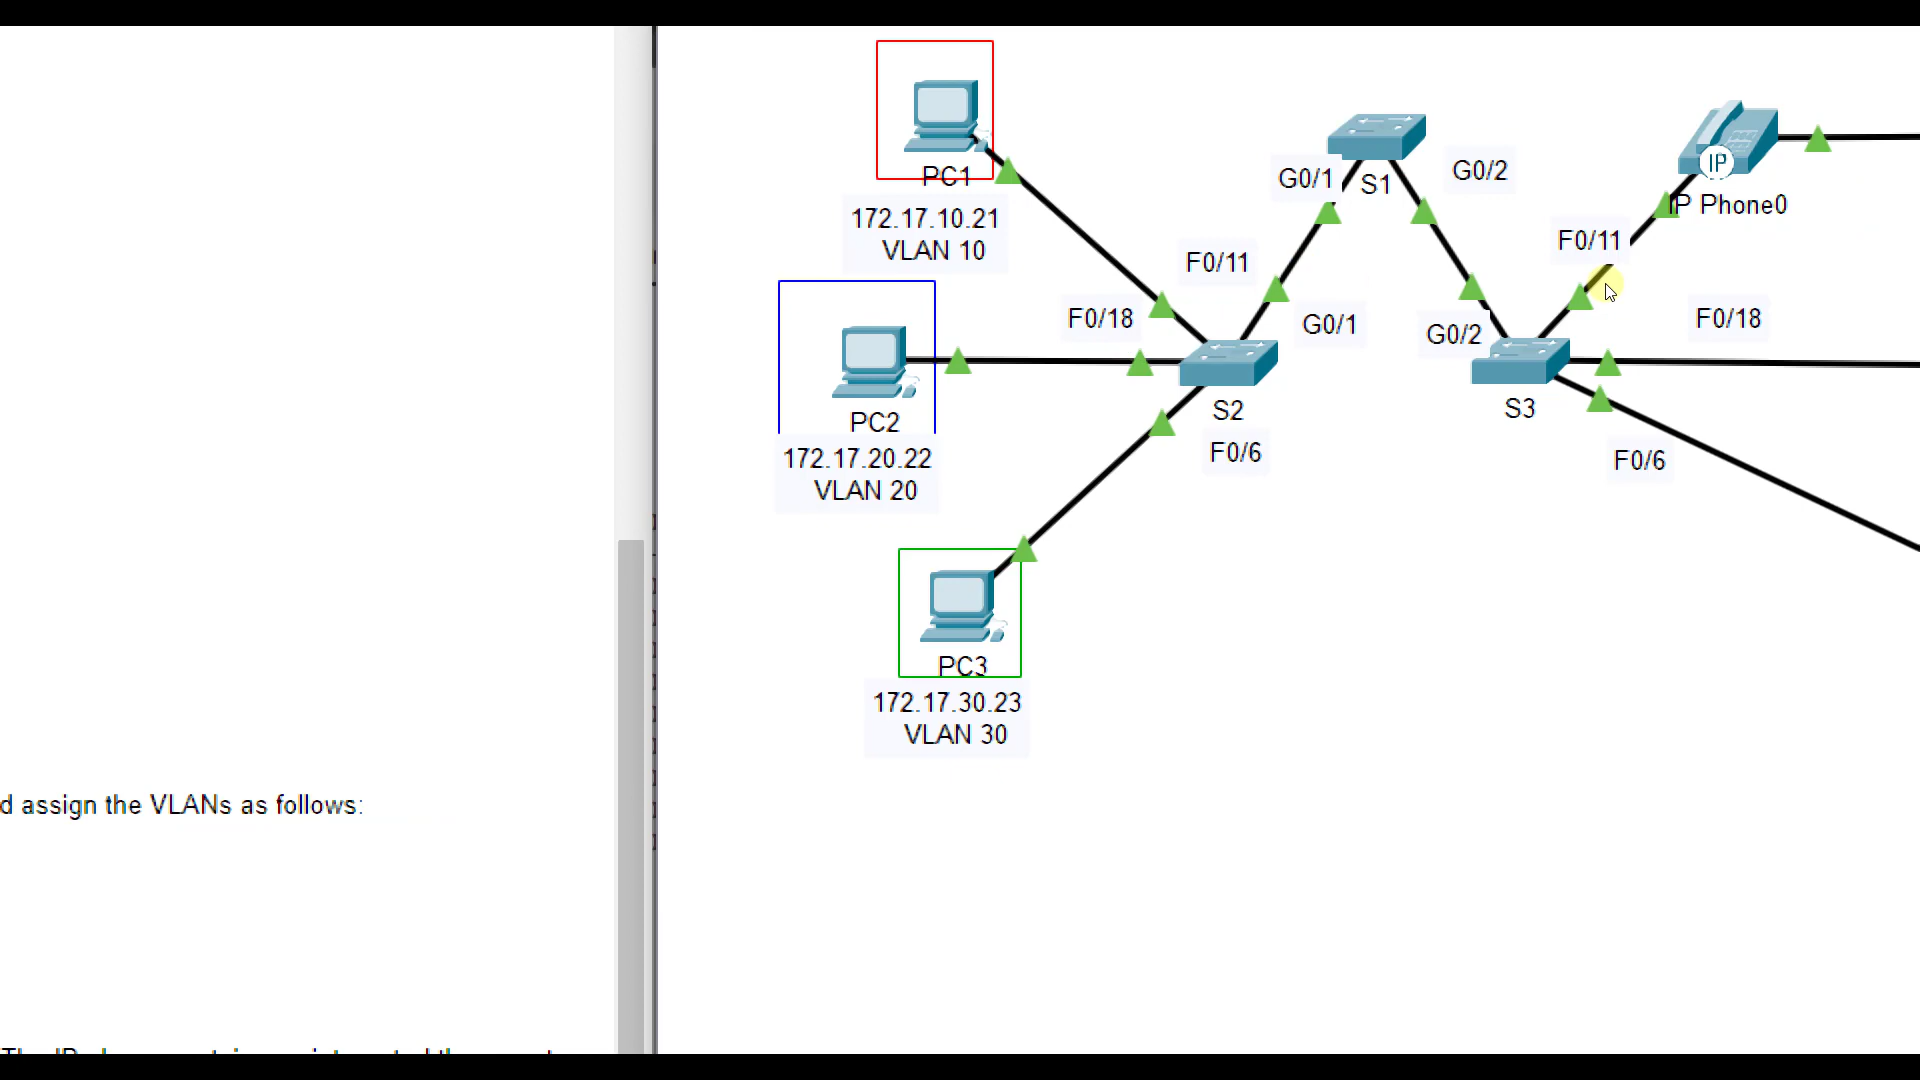 PC1
172.17.10.21
VLAN 10
PC2
172.17.20.22
VLAN 20
PC3
172.17.30.23
VLAN 30
F0/18
F0/11
G0/1
S2
F0/6
G0/1
S1
G0/2
G0/2
S3
F0/11
IP
IP Phone0
F0/18
F0/6
d assign the VLANs as follows: